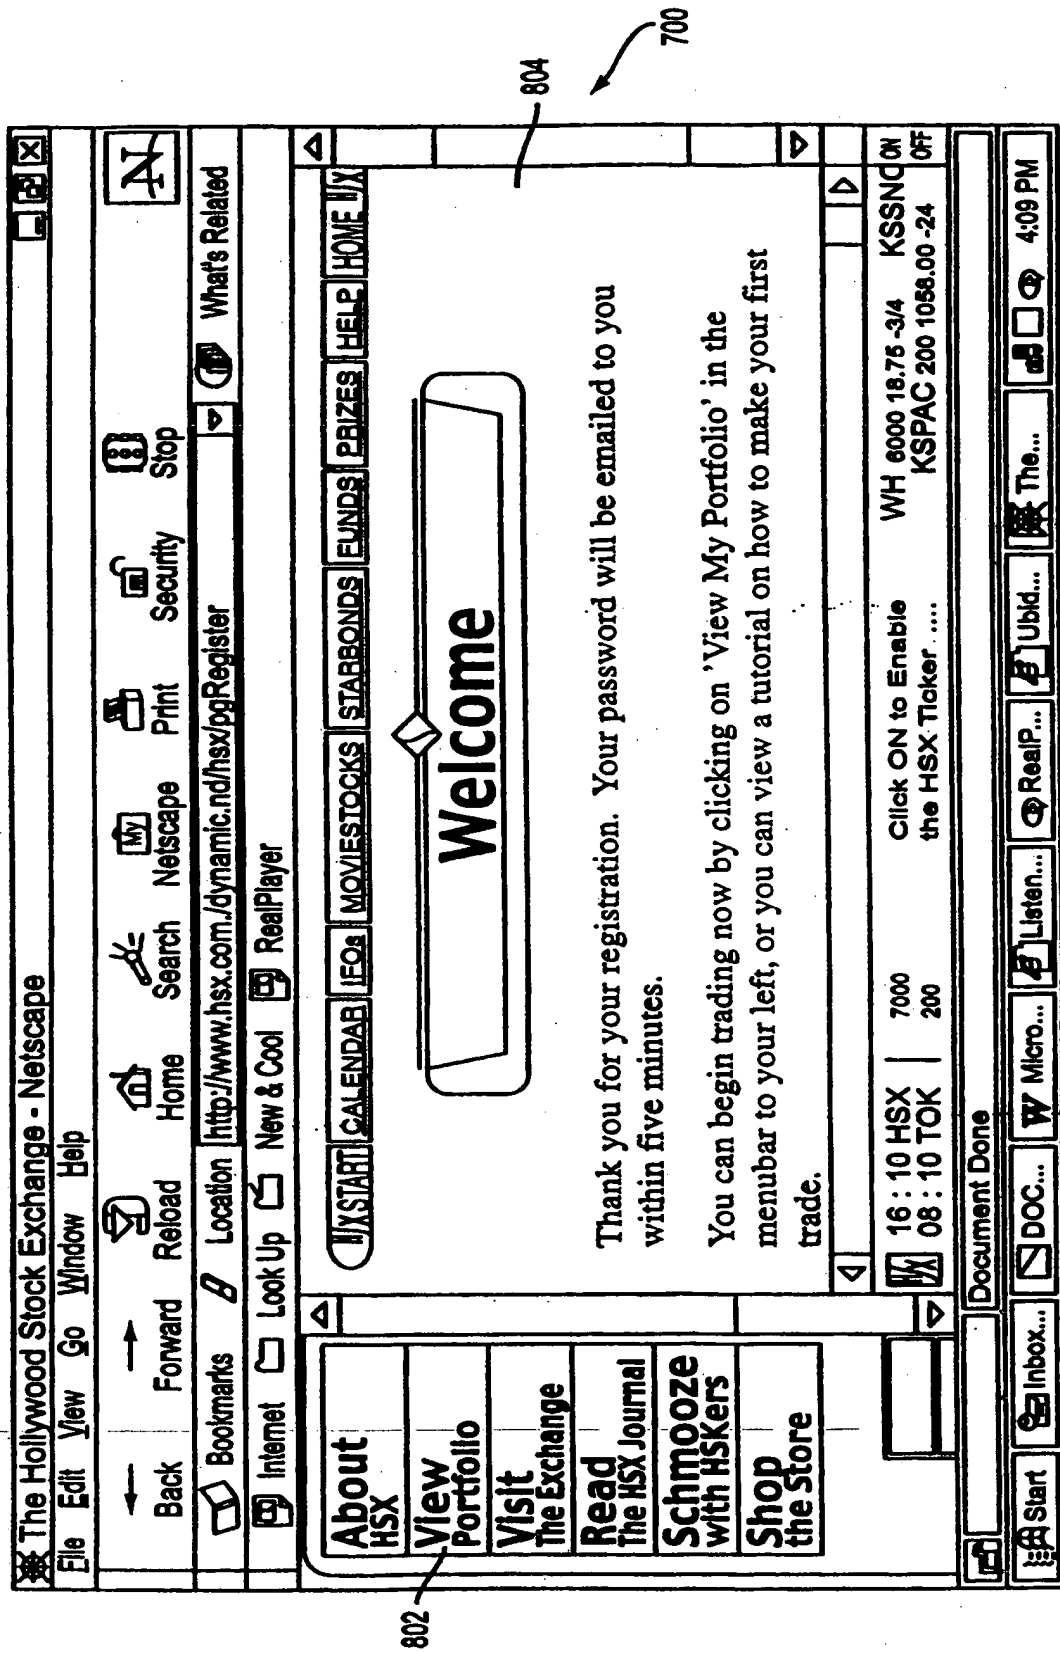 The Hollywood Stock Exchange - Netscape
File Edit View Go Window Help
Back Forward Reload Home Search Netscape Print Security Stop
My
N
Bookmarks Location http://www.hsx.com./dynamic.nd/hsx/pgRegister What's Related
Internet Look Up New & Cool RealPlayer
START CALENDAR IFOs MOVIESTOCKS STARBONDS FUNDS PRIZES HELP HOME
About
HSX
View
Portfolio
Visit
The Exchange
Read
The HSX Journal
Schmooze
with HSKers
Shop
the Store
Welcome
Thank you for your registration. Your password will be emailed to you
within five minutes.
You can begin trading now by clicking on 'View My Portfolio' in the
menubar to your left, or you can view a tutorial on how to make your first
trade.
16 : 10 HSX | 7000 Click ON to Enable WH 6000 18.75 -3/4 KSSNO ON
08 : 10 TOK | 200 the HSX Ticker .... KSPAC 200 1058.00 -24 OFF
Document Done
Start Inbox... DOC... W Micro... Listen... RealP... Ubid... The... 4:09 PM
802
804
700